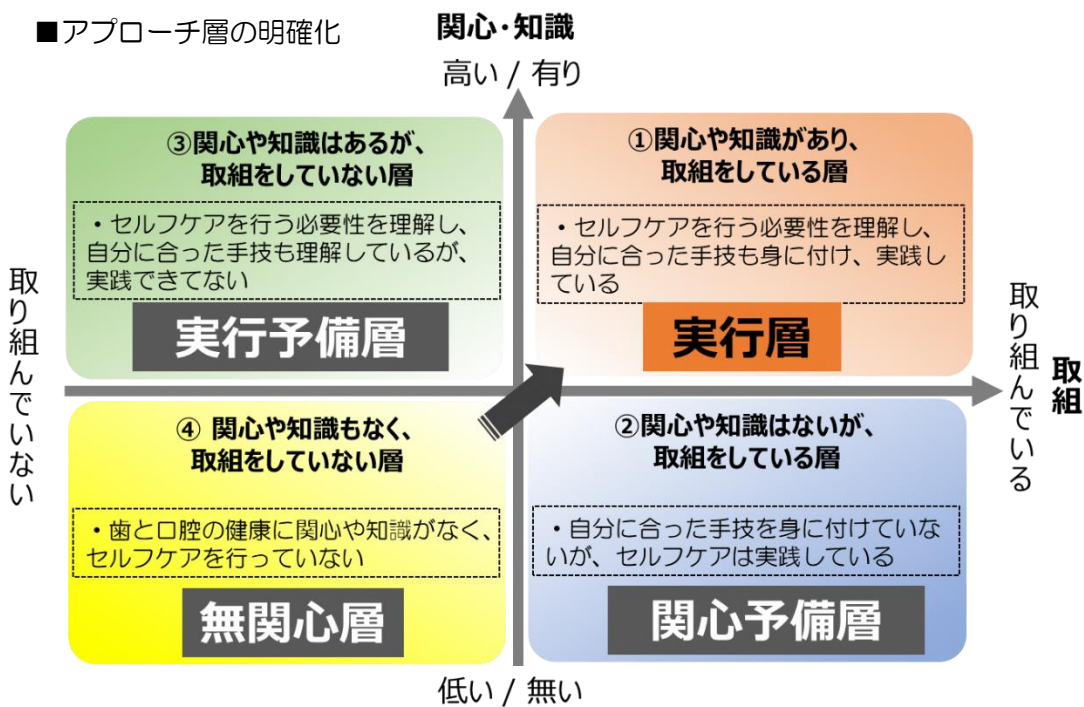 ■アプローチ層の明確化
関心・知識
高い / 有り
③関心や知識はあるが、
取組をしていない層
・セルフケアを行う必要性を理解し、
自分に合った手技も理解しているが、
実践できてない
実行予備層
①関心や知識があり、
取組をしている層
・セルフケアを行う必要性を理解し、
自分に合った手技も身に付け、実践し
ている
実行層
取り組んでいない
取り組んでいる
取組
④ 関心や知識もなく、
取組をしていない層
・歯と口腔の健康に関心や知識がなく、
セルフケアを行っていない
無関心層
②関心や知識はないが、
取組をしている層
・自分に合った手技を身に付けていな
いが、セルフケアは実践している
関心予備層
低い / 無い